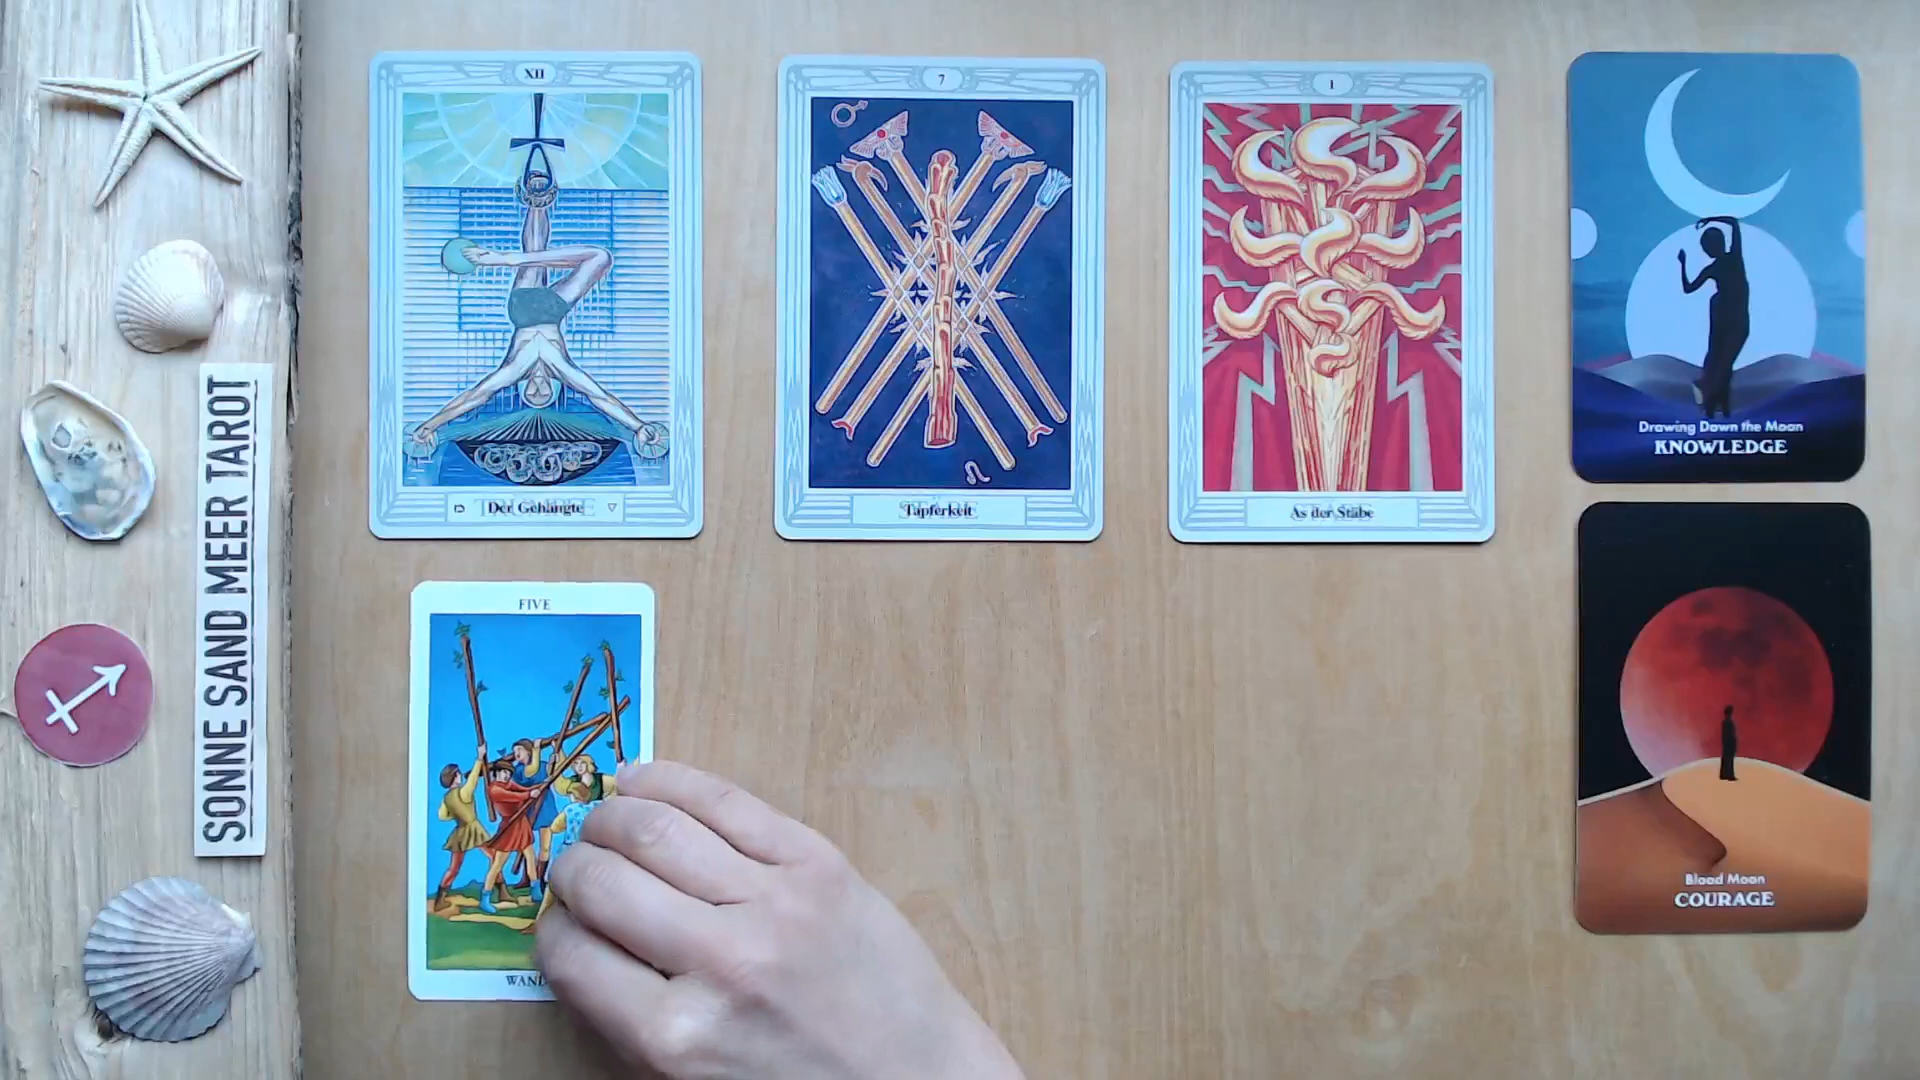 SONNE SAND MEER TAROT
XII
Der Gehängte
7
Tapferkeit
1
As der Stäbe
Drawing Down the Moon
KNOWLEDGE
FIVE
Blood Moon
COURAGE